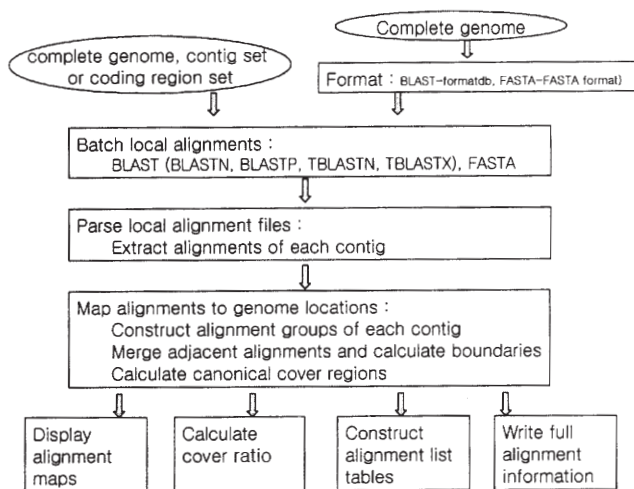 Complete genome
complete genome, contig set
or coding region set
Format : BLAST-formatdb, FASTA-FASTA format)
Batch local alignments :
BLAST (BLASTN, BLASTP, TBLASTN, TBLASTX), FASTA
Parse local alignment files :
Extract alignments of each contig
Map alignments to genome locations :
Construct alignment groups of each contig
Merge adjacent alignments and calculate boundaries
Calculate canonical cover regions
Display
alignment
maps
Calculate
cover ratio
Construct
alignment list
tables
Write full
alignment
information